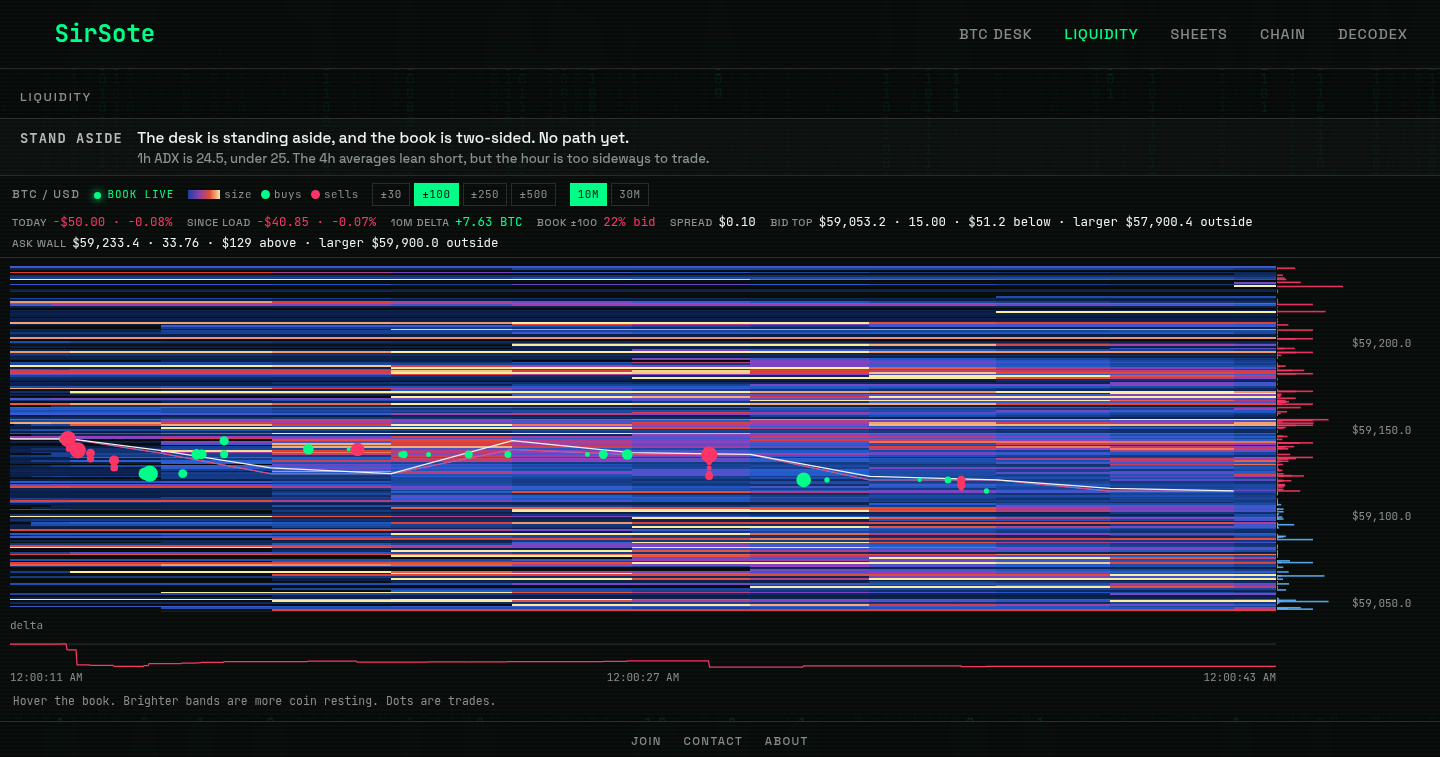 SirSote
BTC DESK LIQUIDITY SHEETS CHAIN DECODEX
LIQUIDITY
STAND ASIDE The desk is standing aside, and the book is two-sided. No path yet.
1h ADX is 24.5, under 25. The 4h averages lean short, but the hour is too sideways to trade.
BTC / USD BOOK LIVE size buys sells ±30 ±100 ±250 ±500 10M 30M
TODAY -$50.00 · -0.08% SINCE LOAD -$40.85 · -0.07% 10M DELTA +7.63 BTC BOOK ±100 22% bid SPREAD $0.10 BID TOP $59,053.2 · 15.00 · $51.2 below · larger $57,900.4 outside
ASK WALL $59,233.4 · 33.76 · $129 above · larger $59,900.0 outside
$59,200.0
$59,150.0
$59,100.0
$59,050.0
delta
12:00:11 AM 12:00:27 AM 12:00:43 AM
Hover the book. Brighter bands are more coin resting. Dots are trades.
JOIN CONTACT ABOUT